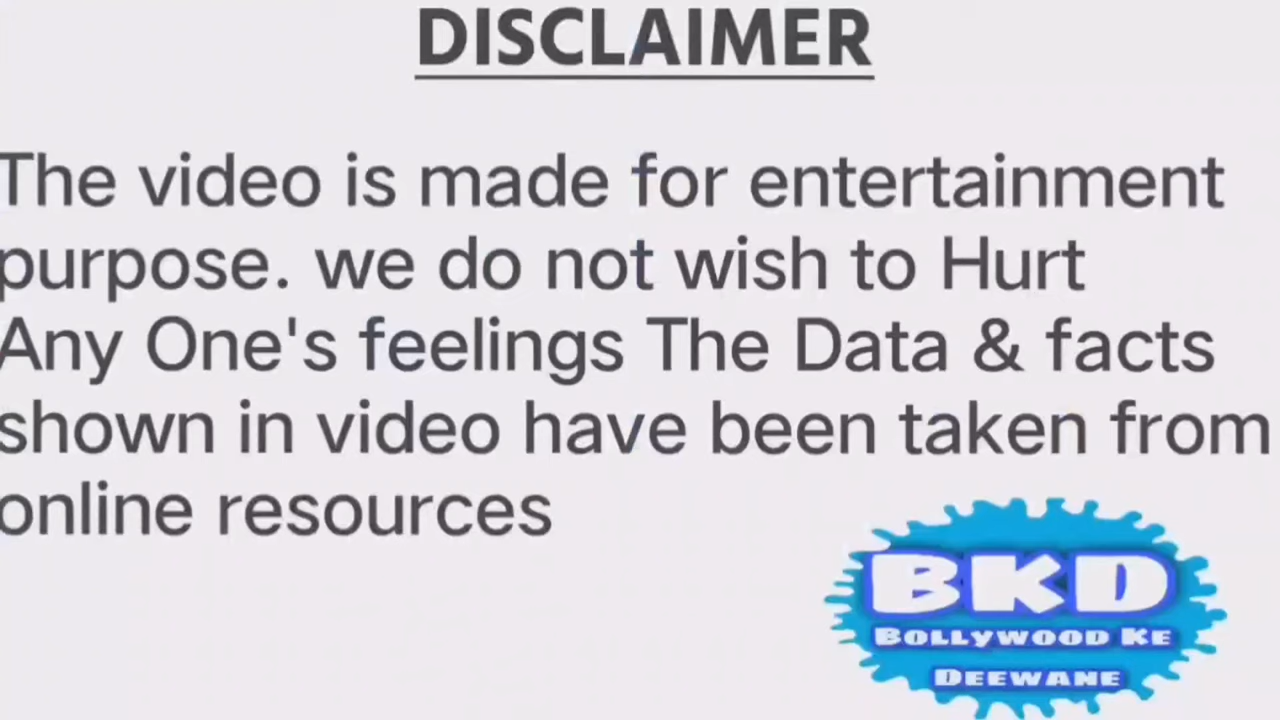 DISCLAIMER
The video is made for entertainment
purpose. we do not wish to Hurt
Any One's feelings The Data & facts
shown in video have been taken from
online resources
BKD
BOLLYWOOD KE
DEEWANE